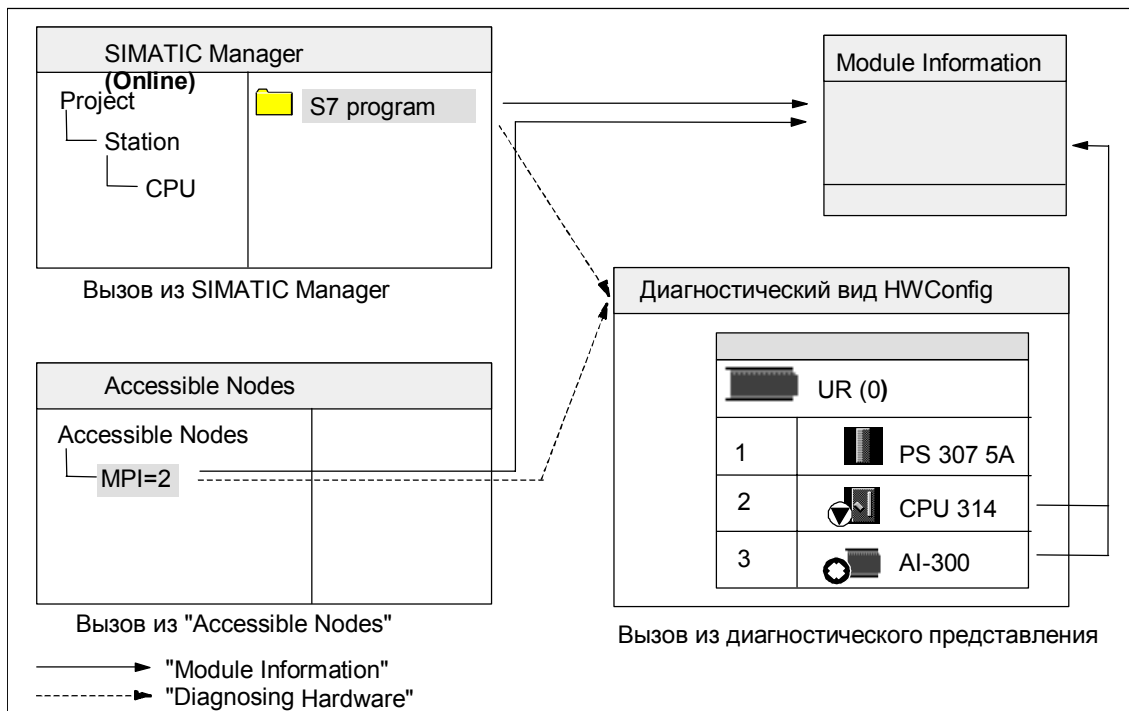 SIMATIC Manager
(Online)
Project
Station
CPU
S7 program
Вызов из SIMATIC Manager
Module Information
Accessible Nodes
Accessible Nodes
MPI=2
Вызов из "Accessible Nodes"
Диагностический вид HWConfig
UR (0)
1 PS 307 5A
2 CPU 314
3 AI-300
Вызов из диагностического представления
"Module Information"
"Diagnosing Hardware"